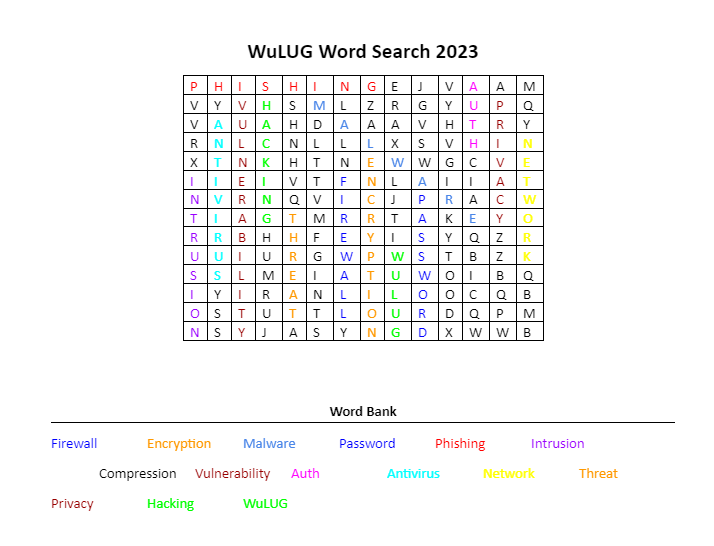 WuLUG Word Search 2023
P H I S H I N G E J V A A M
V Y V H S M L Z R G Y U P Q
V A U A H D A A A V H T R Y
R N L C N L L L X S V H I N
X T N K H T N E W W G C V E
I I E I V T F N L A I I A T
N V R N Q V I C J P R A C W
T I A G T M R R T A K E Y O
R R B H H F E Y I S Y Q Z R
U U I U R G W P W S T B Z K
S S L M E I A T U W O I B Q
I Y I R A N L I L O O C Q B
O S T U T T L O U R D Q P M
N S Y J A S Y N G D X W W B
Word Bank
Firewall Encryption Malware Password Phishing Intrusion
Compression Vulnerability Auth Antivirus Network Threat
Privacy Hacking WuLUG